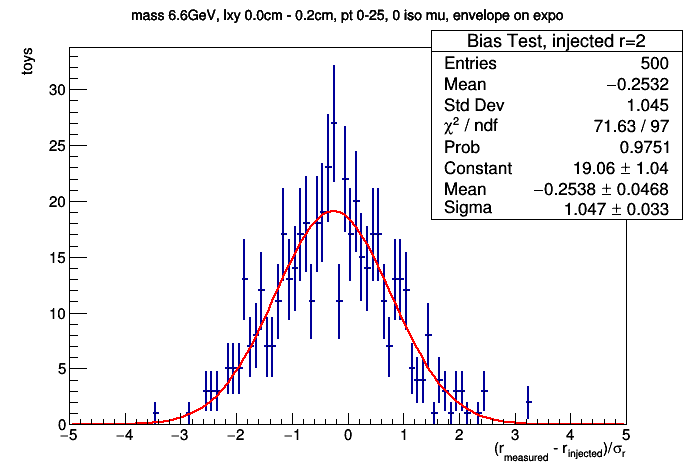 mass 6.6GeV, lxy 0.0cm - 0.2cm, pt 0-25, 0 iso mu, envelope on expo
toys
Bias Test, injected r=2
Entries 500
Mean −0.2532
Std Dev 1.045
χ² / ndf 71.63 / 97
Prob 0.9751
Constant 19.06 ± 1.04
Mean −0.2538 ± 0.0468
Sigma 1.047 ± 0.033
30
25
20
15
10
5
0
−5 −4 −3 −2 −1 0 1 2 3 4 5
(r_measured - r_injected)/σ_r